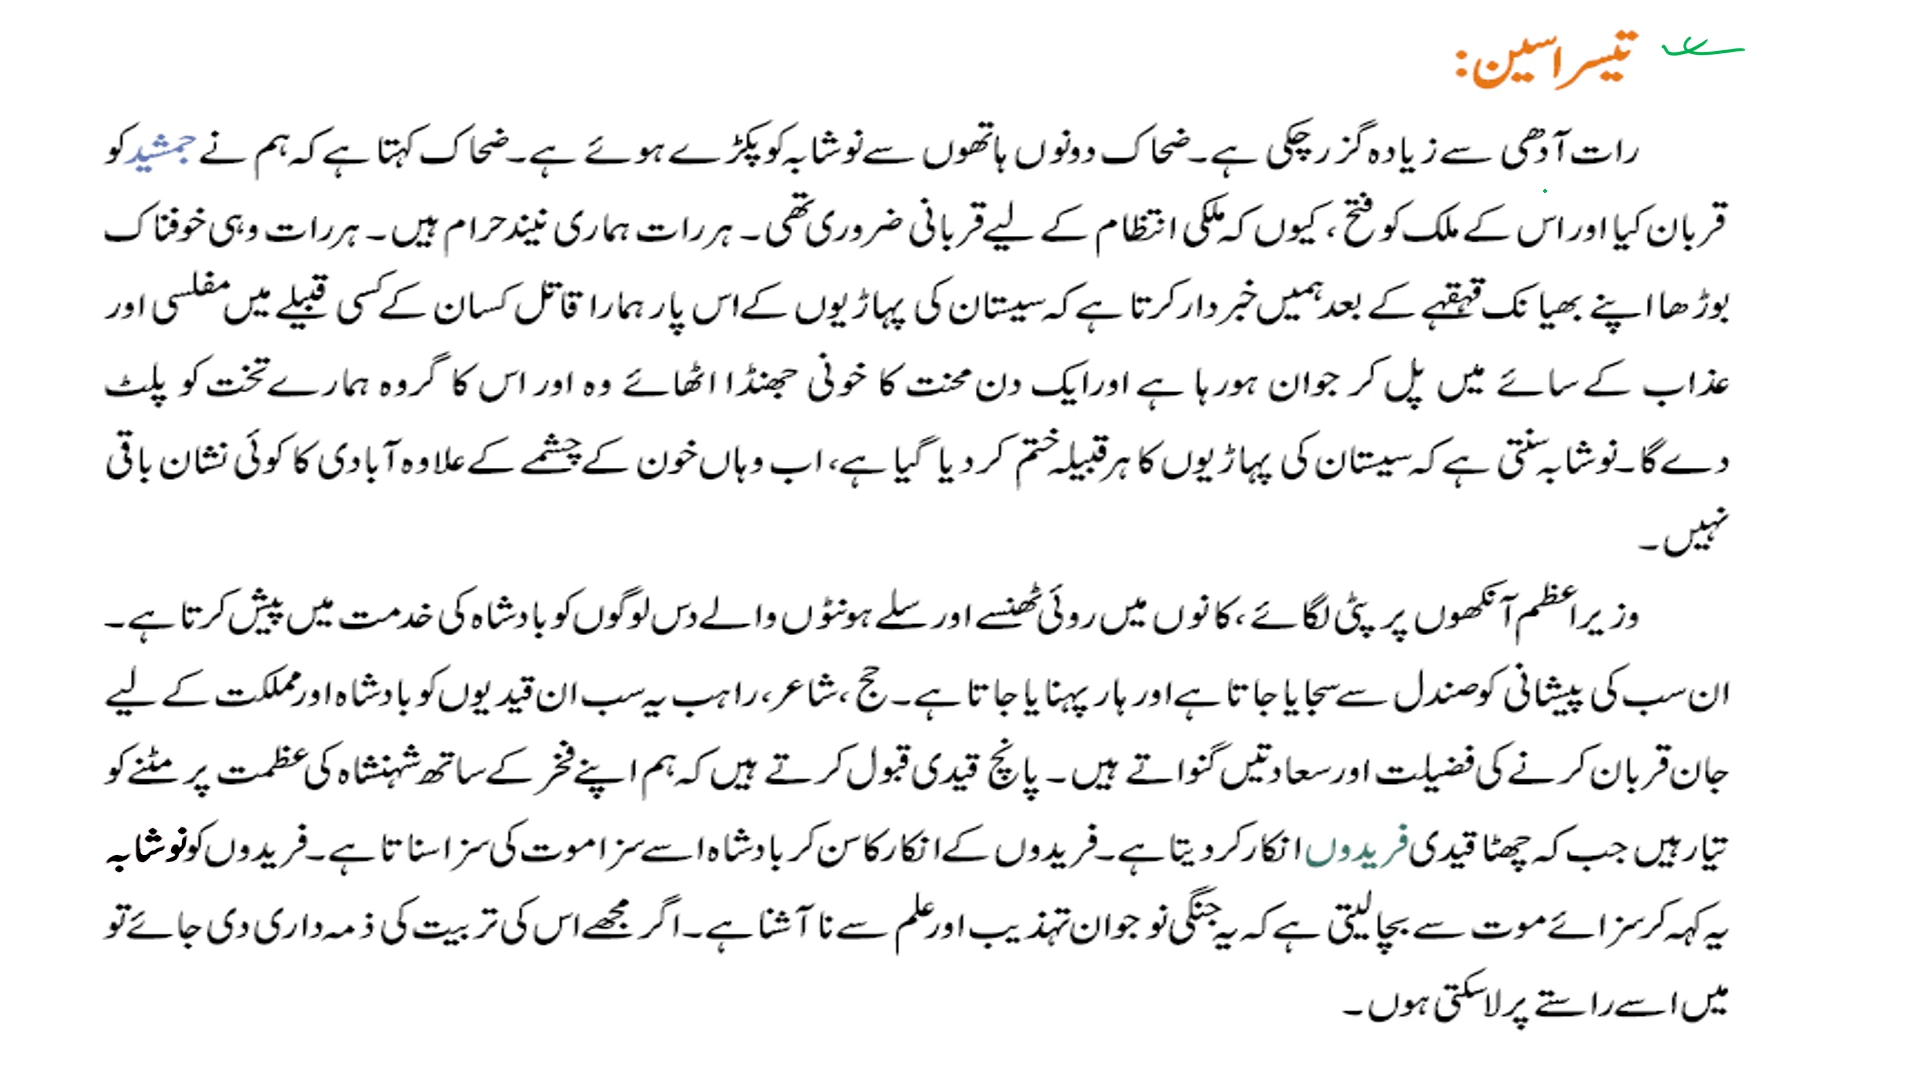 تیسرا سین:
رات آدھی سے زیادہ گزر چکی ہے۔ ضحاک دونوں ہاتھوں سے نوشابہ کو پکڑے ہوئے ہے۔ ضحاک کہتا ہے کہ ہم نے جمشید کو
قربان کیا اور اس کے ملک کو فتح، کیوں کہ ملکی انتظام کے لیے قربانی ضروری تھی۔ ہر رات ہماری نیند حرام ہیں۔ ہر رات وہی خوفناک
بوڑھا اپنے بھیانک قہقہے کے بعد ہمیں خبردار کرتا ہے کہ سیستان کی پہاڑیوں کے اس پار ہمارا قاتل کسان کے کسی قبیلے میں مفلسی اور
عذاب کے سائے میں پل کر جوان ہو رہا ہے اور ایک دن محنت کا خونی جھنڈا اٹھائے وہ اور اس کا گروہ ہمارے تخت کو پلٹ
دے گا۔ نوشابہ سنتی ہے کہ سیستان کی پہاڑیوں کا ہر قبیلہ ختم کر دیا گیا ہے، اب وہاں خون کے چشمے کے علاوہ آبادی کا کوئی نشان باقی
نہیں۔
وزیر اعظم آنکھوں پر پٹی لگائے، کانوں میں روئی ٹھنسے اور سلے ہونٹوں والے دس لوگوں کو بادشاہ کی خدمت میں پیش کرتا ہے۔
ان سب کی پیشانی کو صندل سے سجایا جاتا ہے اور ہار پہنایا جاتا ہے۔ جج، شاعر، راہب یہ سب ان قیدیوں کو بادشاہ اور مملکت کے لیے
جان قربان کرنے کی فضیلت اور سعادتیں گنواتے ہیں۔ پانچ قیدی قبول کرتے ہیں کہ ہم اپنے فخر کے ساتھ شہنشاہ کی عظمت پر مٹنے کو
تیار ہیں جب کہ چھٹا قیدی فریدوں انکار کر دیتا ہے۔ فریدوں کے انکار کا سن کر بادشاہ اسے سزا موت کی سزا سناتا ہے۔ فریدوں کو نوشابہ
یہ کہہ کر سزائے موت سے بچا لیتی ہے کہ یہ جنگی نوجوان تہذیب اور علم سے نا آشنا ہے۔ اگر مجھے اس کی تربیت کی ذمہ داری دی جائے تو
میں اسے راستے پر لا سکتی ہوں۔